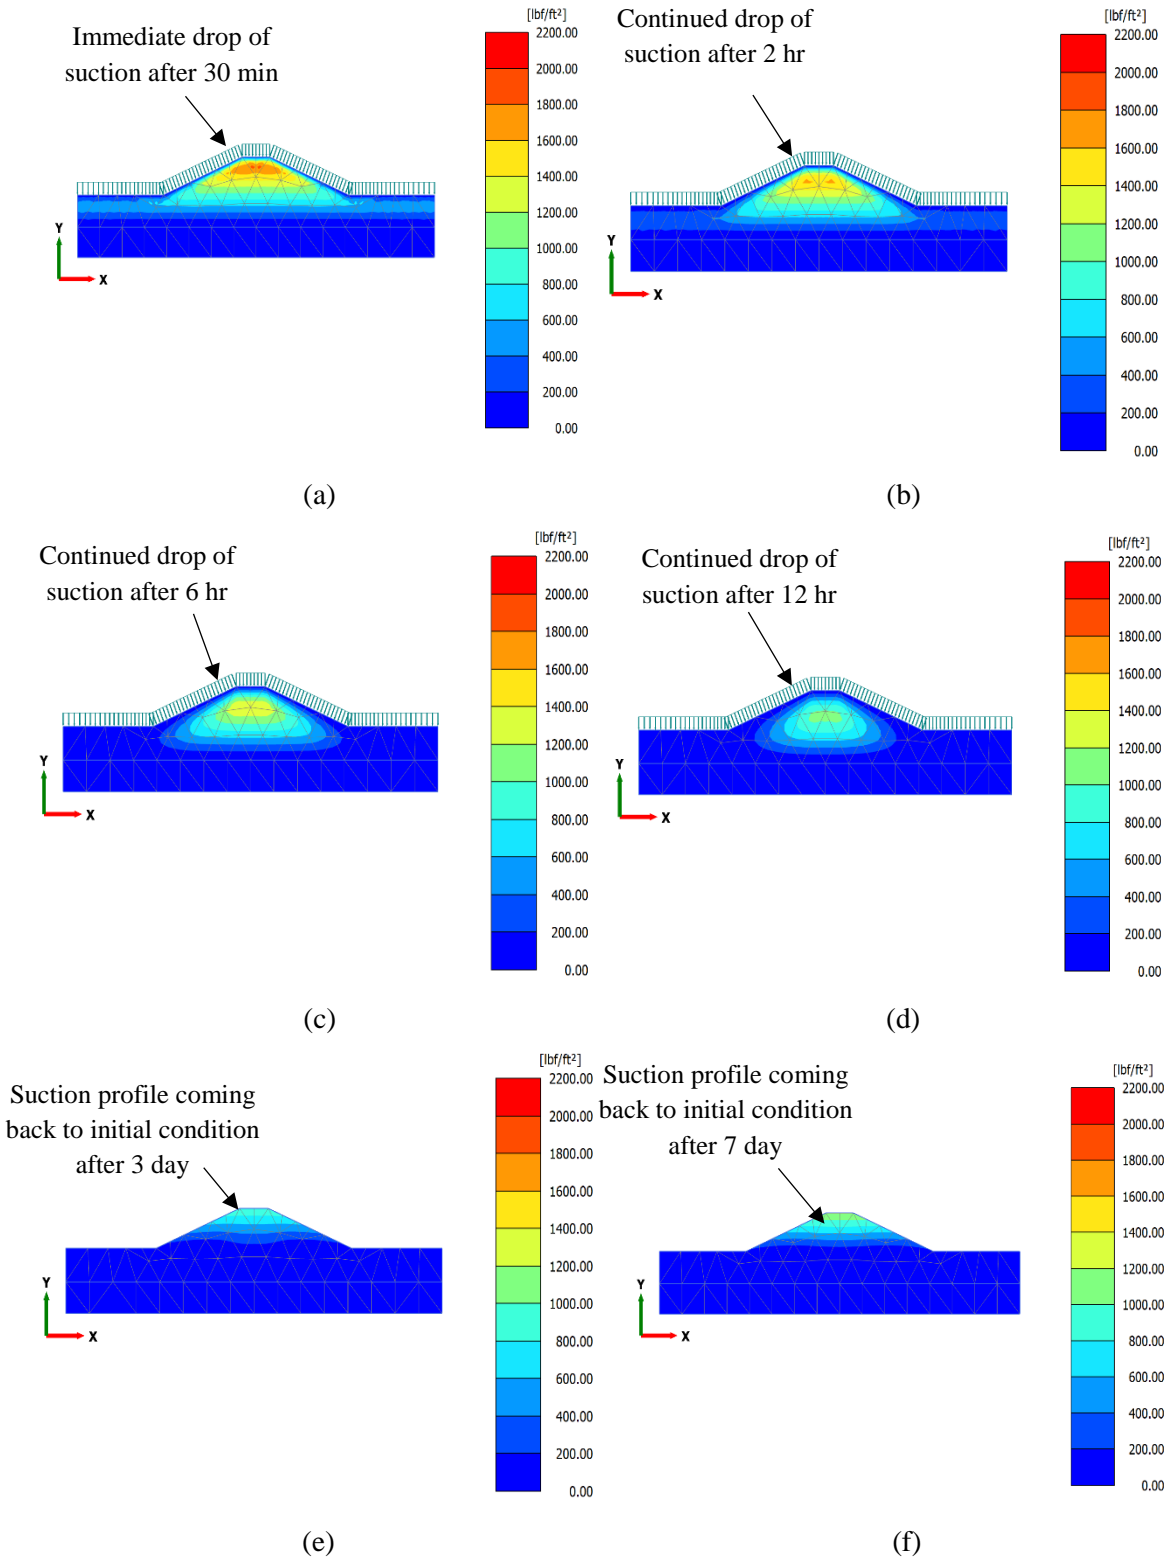 Immediate drop of
suction after 30 min
[lbf/ft²]
2200.00
2000.00
1800.00
1600.00
1400.00
1200.00
1000.00
800.00
600.00
400.00
200.00
0.00
Y
X
(a)
Continued drop of
suction after 2 hr
[lbf/ft²]
2200.00
2000.00
1800.00
1600.00
1400.00
1200.00
1000.00
800.00
600.00
400.00
200.00
0.00
Y
X
(b)
Continued drop of
suction after 6 hr
[lbf/ft²]
2200.00
2000.00
1800.00
1600.00
1400.00
1200.00
1000.00
800.00
600.00
400.00
200.00
0.00
Y
X
(c)
Continued drop of
suction after 12 hr
[lbf/ft²]
2200.00
2000.00
1800.00
1600.00
1400.00
1200.00
1000.00
800.00
600.00
400.00
200.00
0.00
Y
X
(d)
Suction profile coming
back to initial condition
after 3 day
[lbf/ft²]
2200.00
2000.00
1800.00
1600.00
1400.00
1200.00
1000.00
800.00
600.00
400.00
200.00
0.00
Y
X
(e)
Suction profile coming
back to initial condition
after 7 day
[lbf/ft²]
2200.00
2000.00
1800.00
1600.00
1400.00
1200.00
1000.00
800.00
600.00
400.00
200.00
0.00
Y
X
(f)